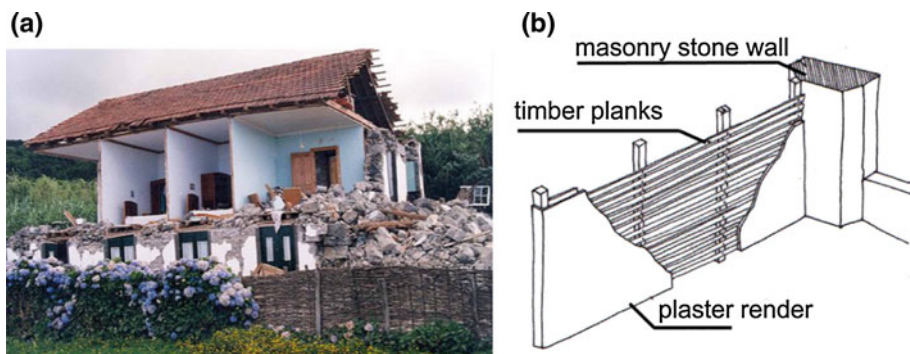 (a)
(b)
masonry stone wall
timber planks
plaster render